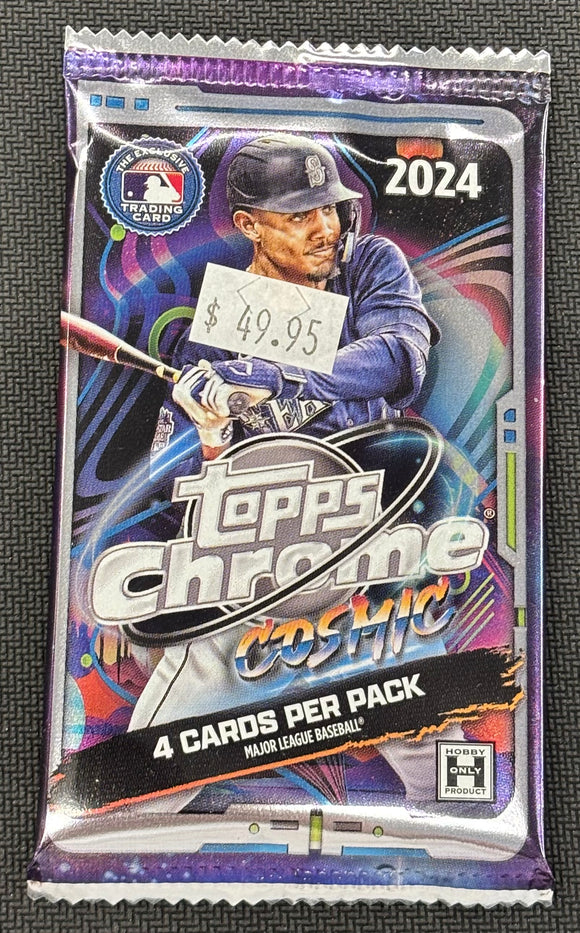 THE EXCLUSIVE
TRADING
CARD
2024
S
$ 49.95
topps®
Chrome
COSMIC
4 CARDS PER PACK
MAJOR LEAGUE BASEBALL®
HOBBY
H
ONLY
PRODUCT